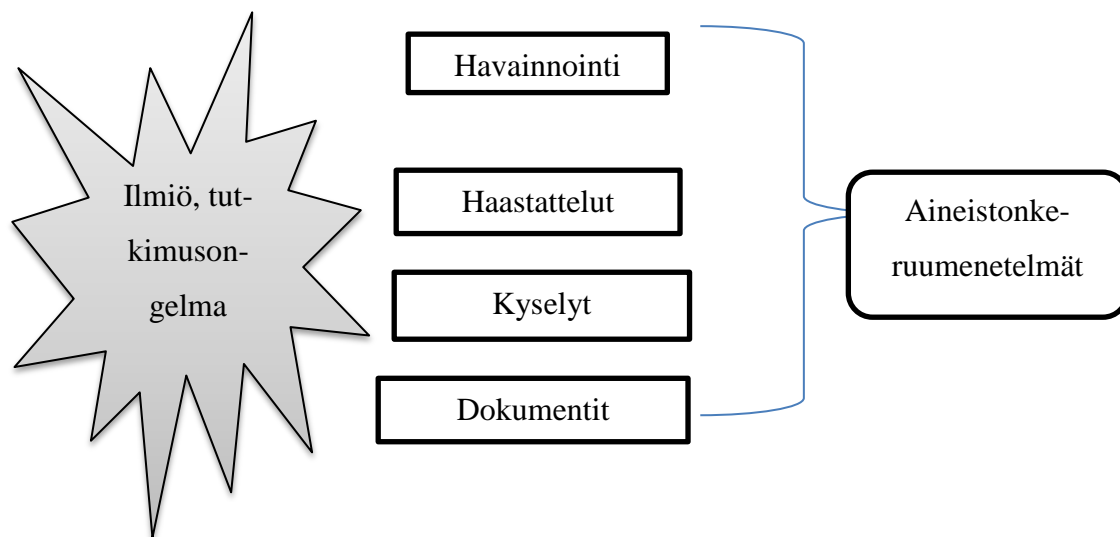 Ilmiö, tut-
kimuson-
gelma
Havainnointi
Haastattelut
Kyselyt
Dokumentit
Aineistonke-
ruumenetelmät